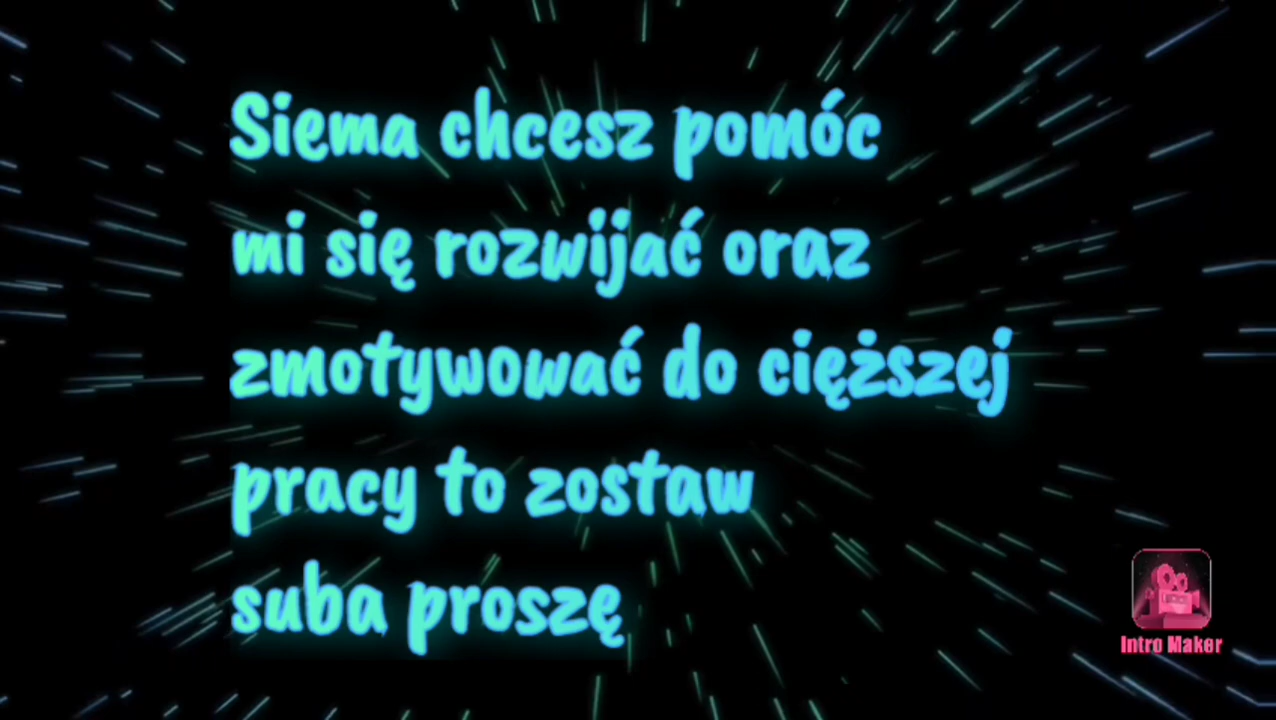 Siema chcesz pomóc
mi się rozwijać oraz
zmotywować do cięższej
pracy to zostaw
suba proszę
Intro Maker